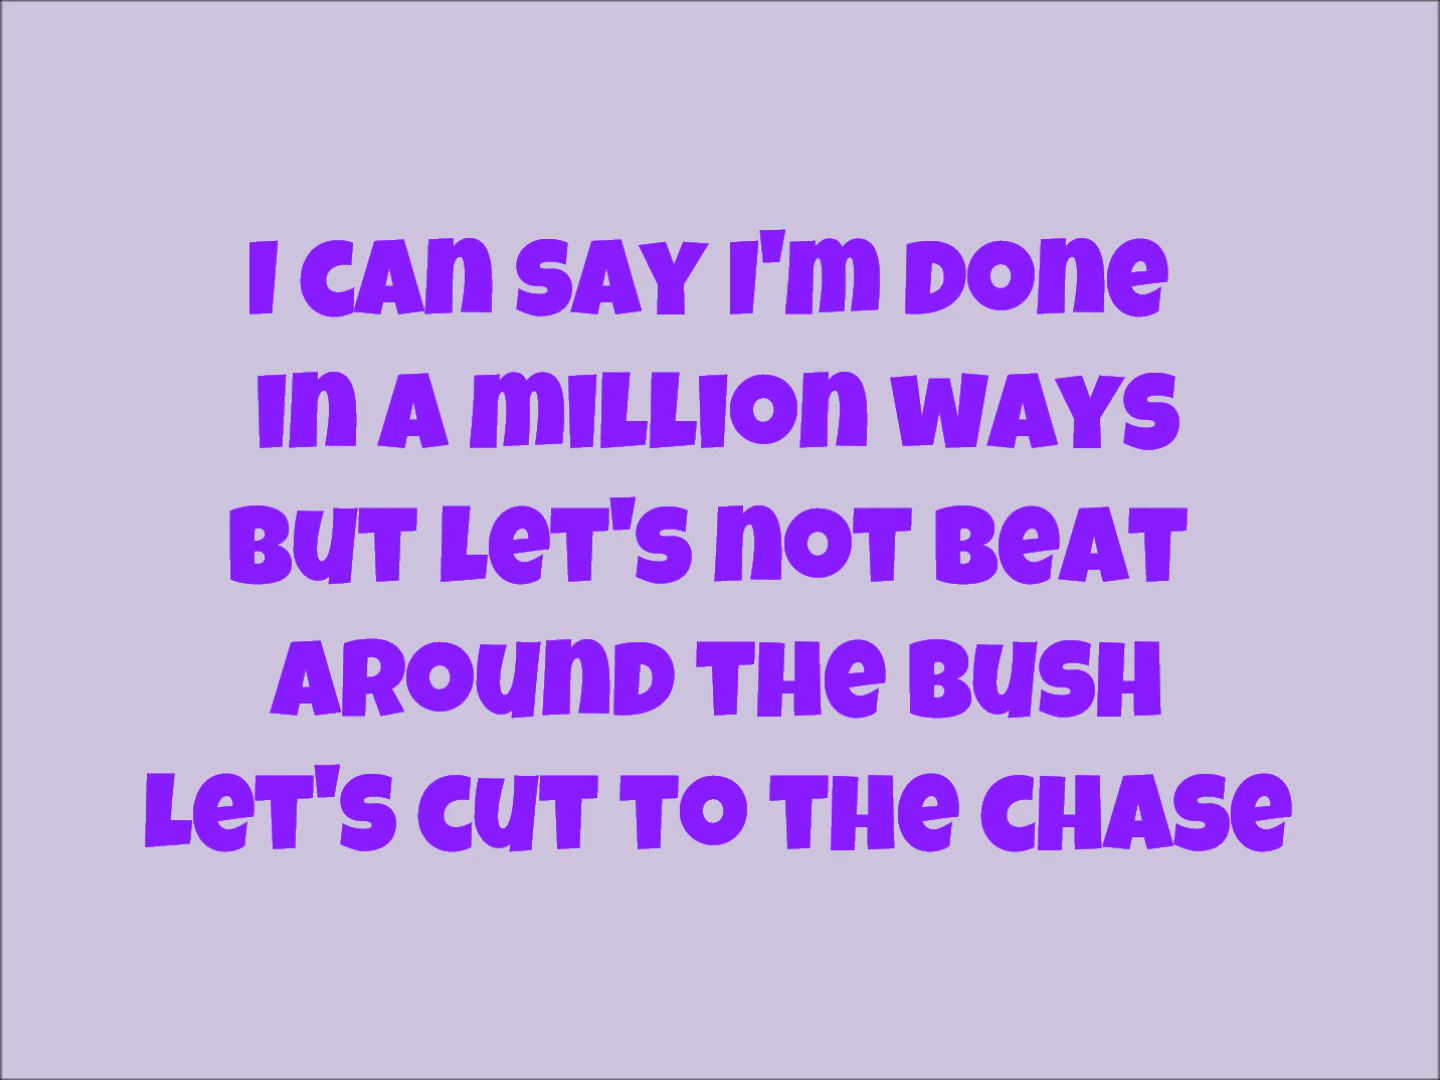 I CAN SAY I'M DONE
IN A MILLION WAYS
BUT LET'S NOT BEAT
AROUND THE BUSH
LET'S CUT TO THE CHASE